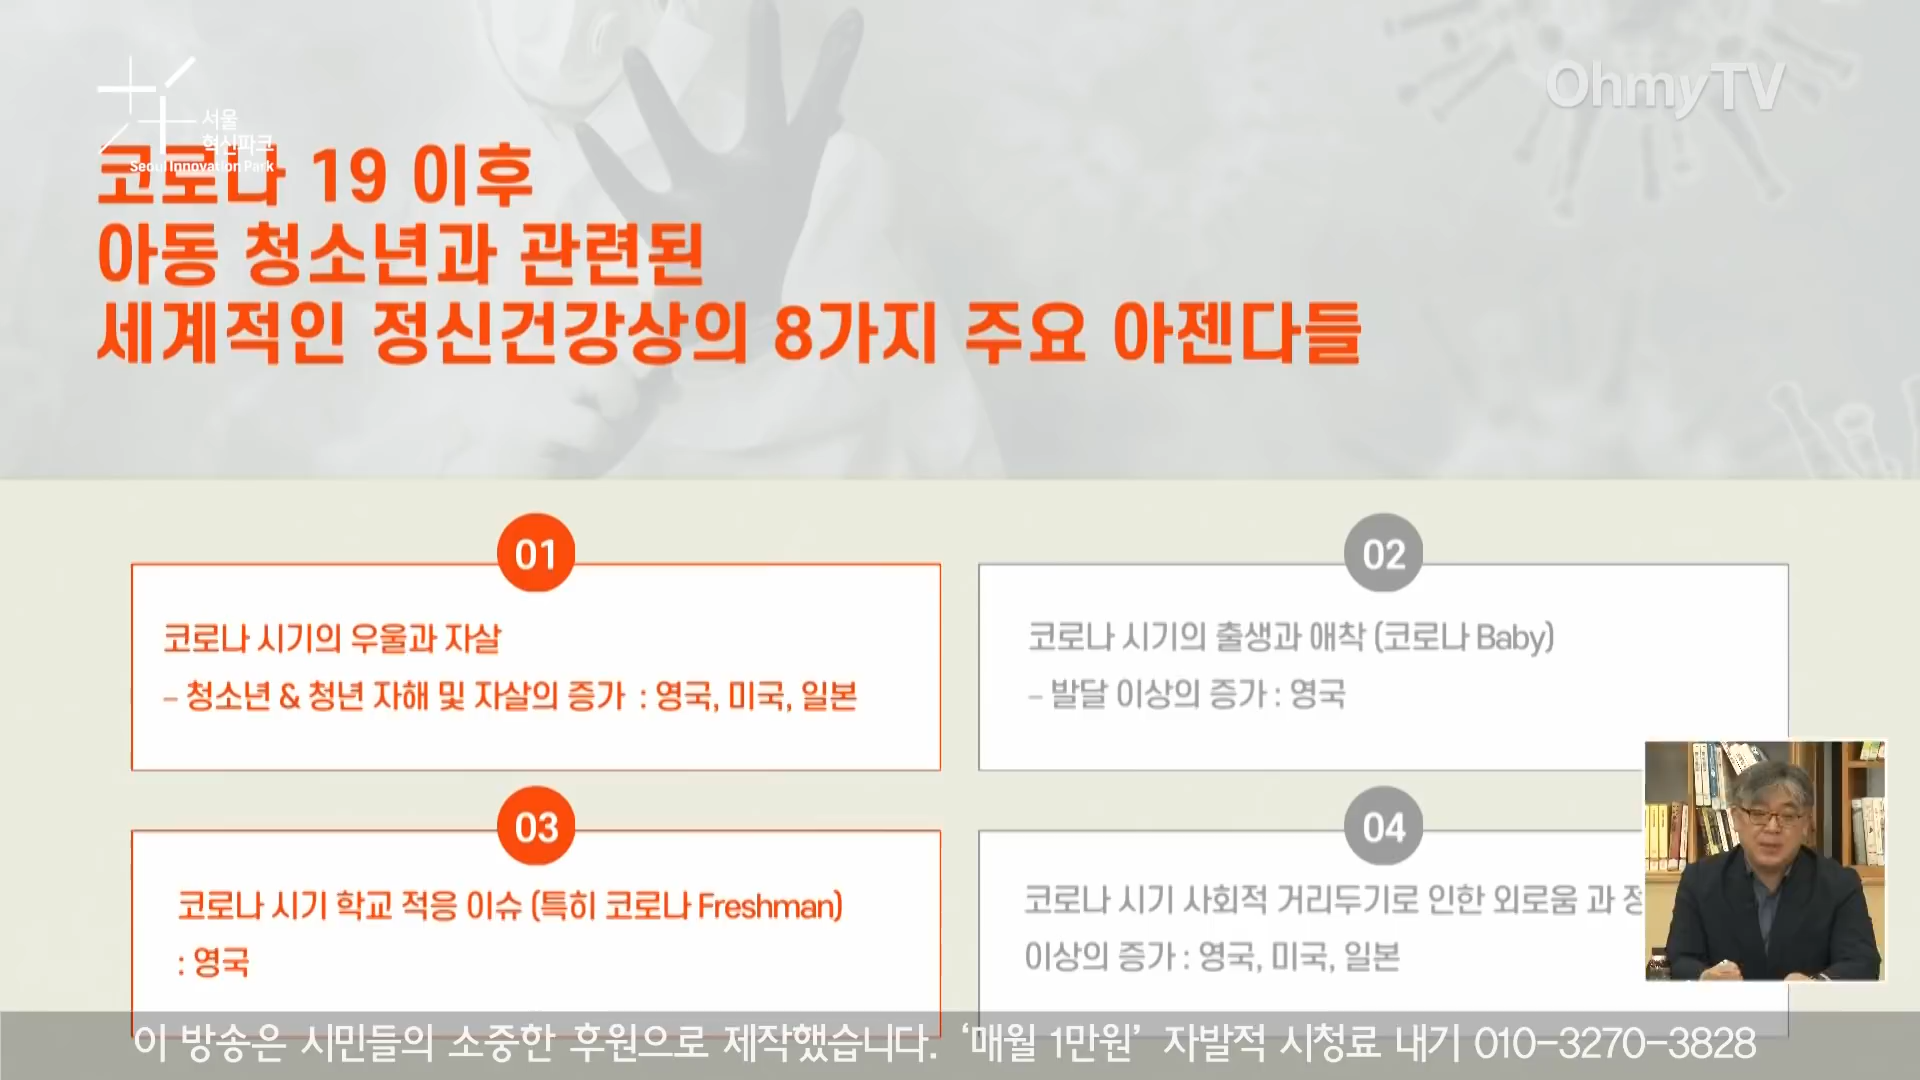 서울
혁신파크
Seoul Innovation Park
OhmyTV
코로나 19 이후
아동 청소년과 관련된
세계적인 정신건강상의 8가지 주요 아젠다들
01
코로나 시기의 우울과 자살
– 청소년 & 청년 자해 및 자살의 증가 : 영국, 미국, 일본
02
코로나 시기의 출생과 애착 (코로나 Baby)
– 발달 이상의 증가 : 영국
03
코로나 시기 학교 적응 이슈 (특히 코로나 Freshman)
: 영국
04
코로나 시기 사회적 거리두기로 인한 외로움 과
이상의 증가 : 영국, 미국, 일본
이 방송은 시민들의 소중한 후원으로 제작했습니다. ‘매월 1만원’ 자발적 시청료 내기 010-3270-3828